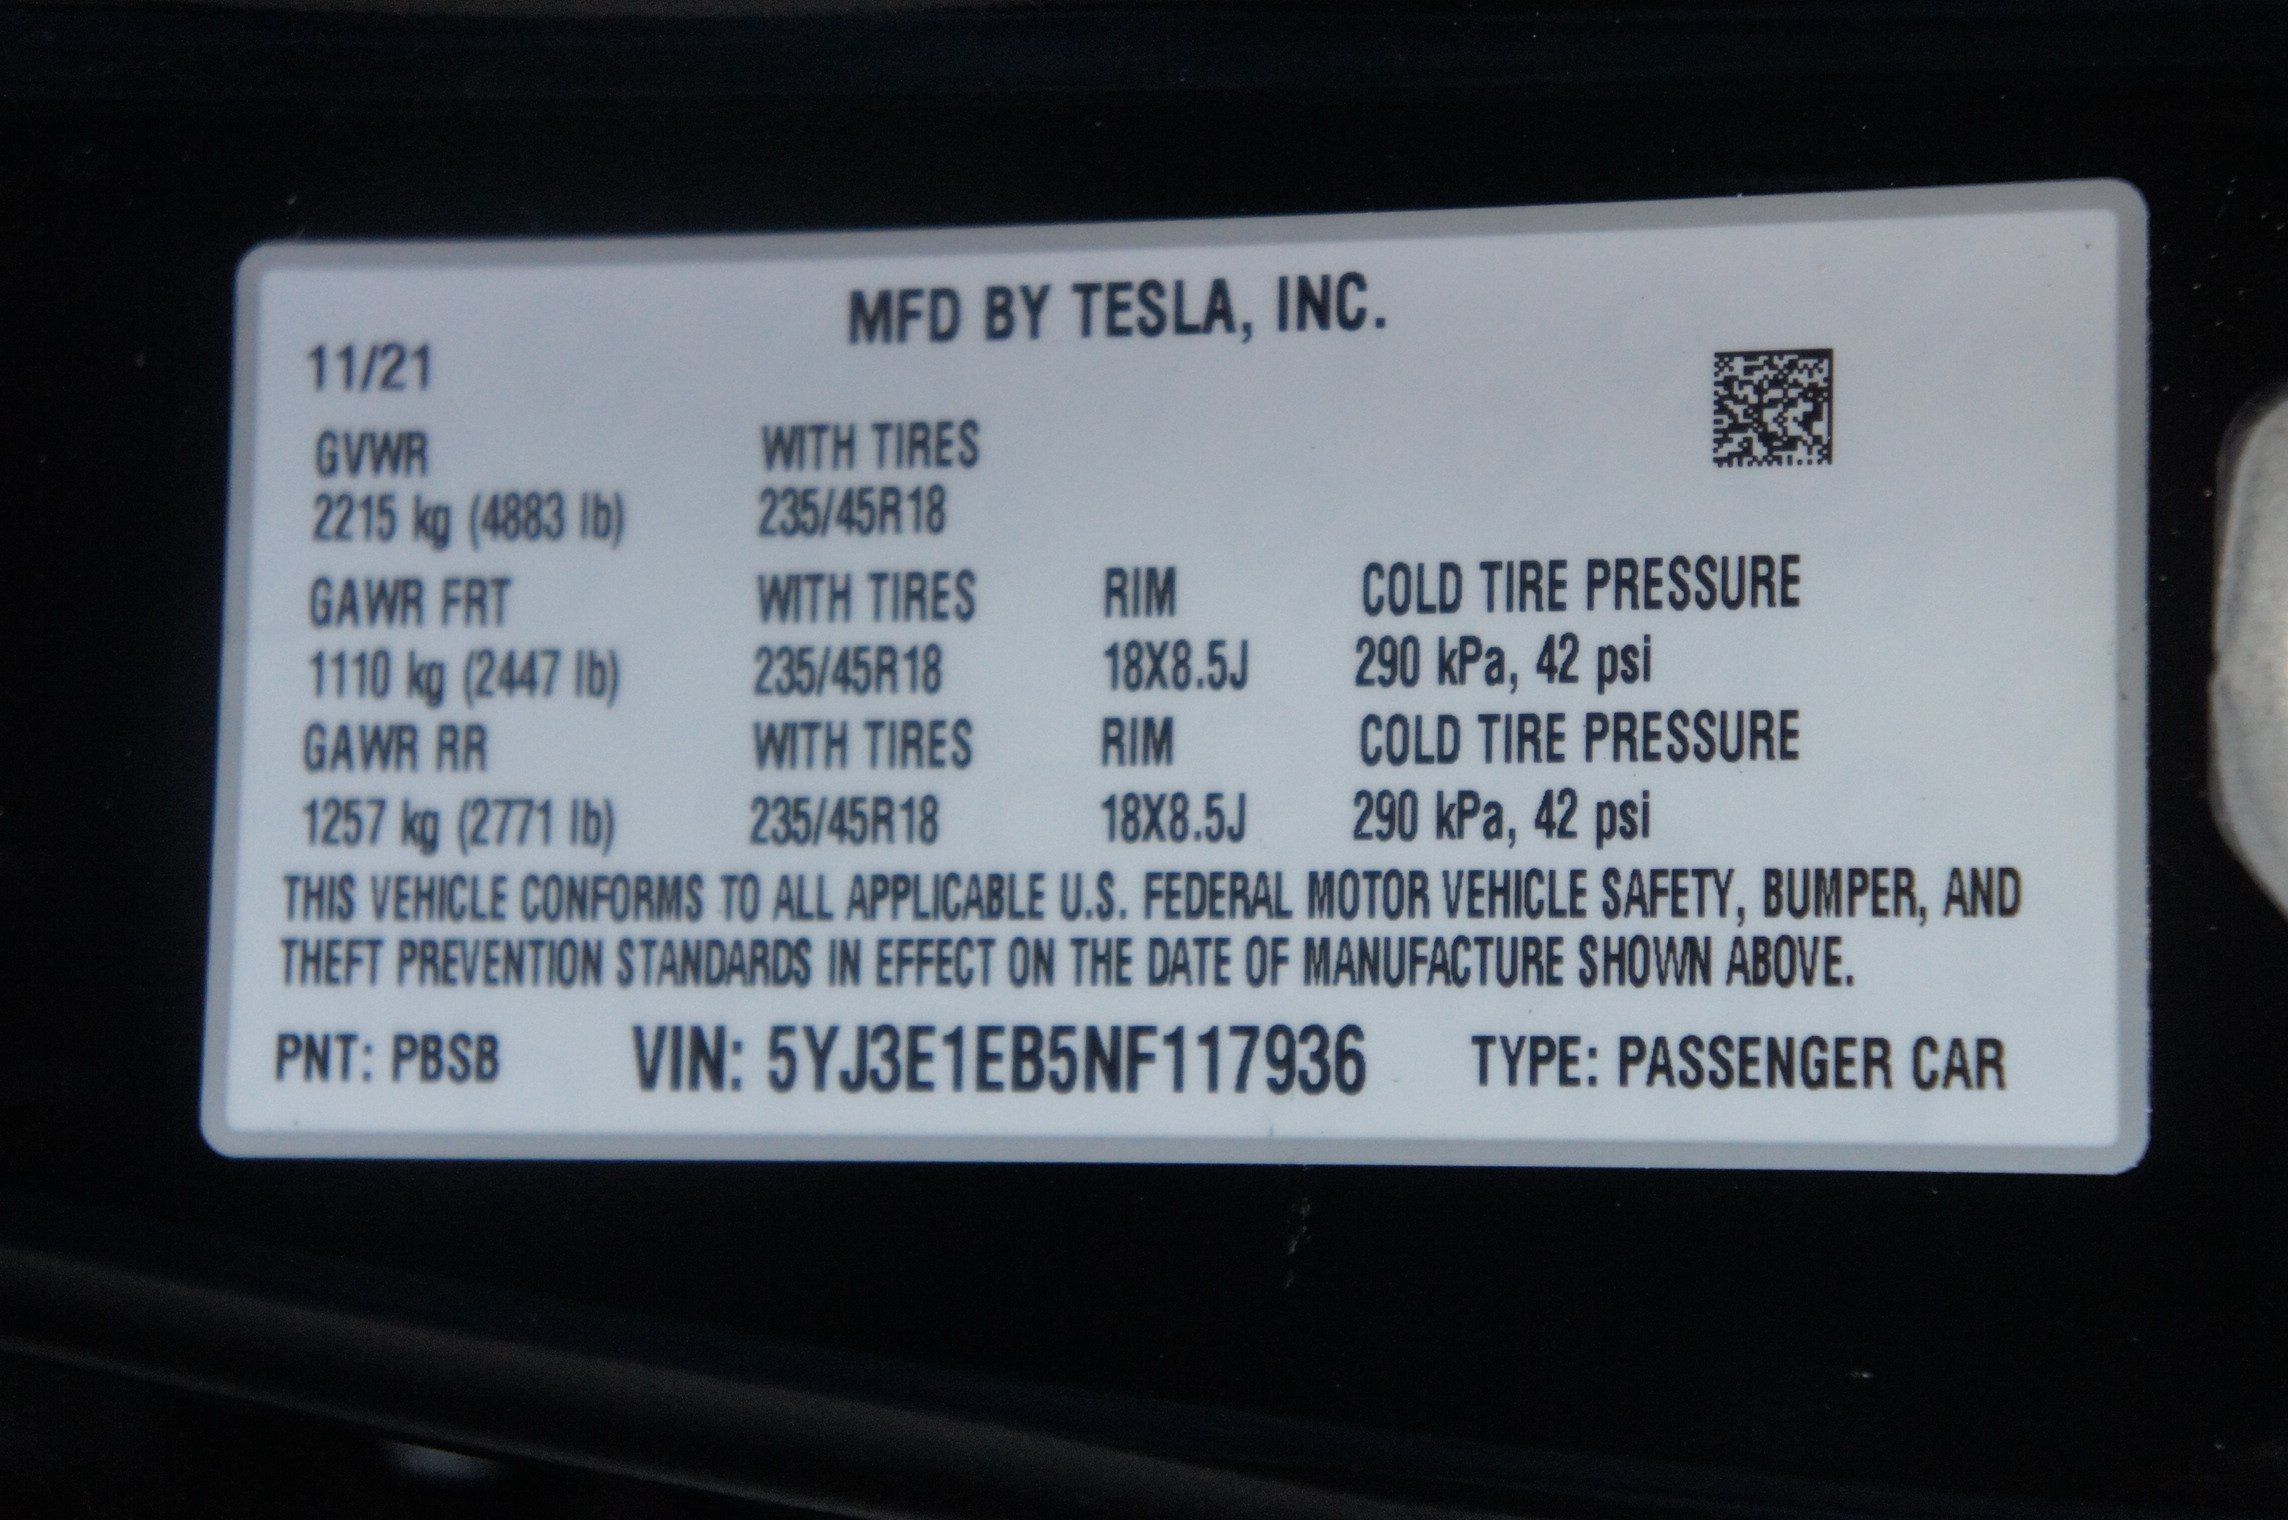 MFD BY TESLA, INC.
11/21
GVWR WITH TIRES
2215 kg (4883 lb) 235/45R18
GAWR FRT WITH TIRES RIM COLD TIRE PRESSURE
1110 kg (2447 lb) 235/45R18 18X8.5J 290 kPa, 42 psi
GAWR RR WITH TIRES RIM COLD TIRE PRESSURE
1257 kg (2771 lb) 235/45R18 18X8.5J 290 kPa, 42 psi
THIS VEHICLE CONFORMS TO ALL APPLICABLE U.S. FEDERAL MOTOR VEHICLE SAFETY, BUMPER, AND
THEFT PREVENTION STANDARDS IN EFFECT ON THE DATE OF MANUFACTURE SHOWN ABOVE.
PNT: PBSB VIN: 5YJ3E1EB5NF117936 TYPE: PASSENGER CAR